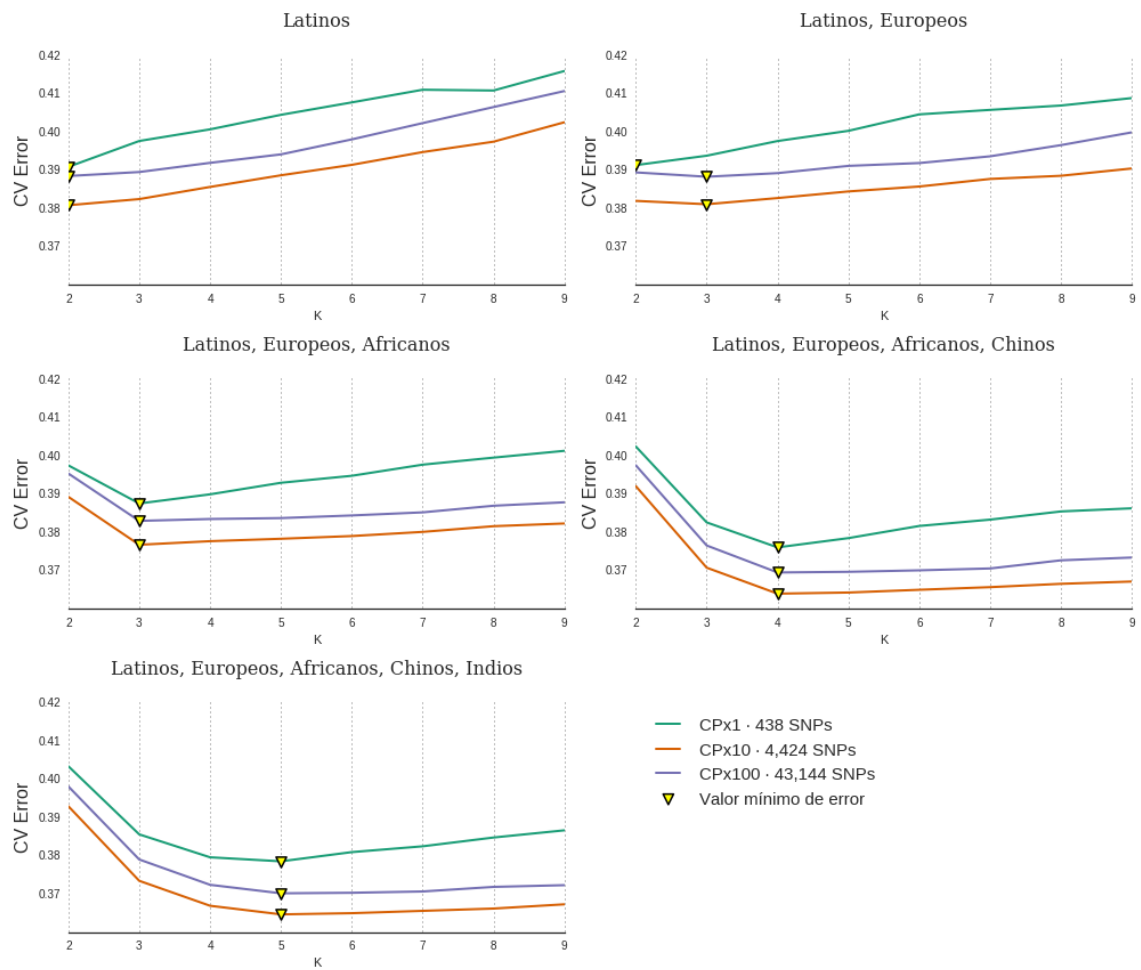 Latinos
CV Error
0.42
0.41
0.40
0.39
0.38
0.37
2 3 4 5 6 7 8 9
K
Latinos, Europeos
CV Error
0.42
0.41
0.40
0.39
0.38
0.37
2 3 4 5 6 7 8 9
K
Latinos, Europeos, Africanos
CV Error
0.42
0.41
0.40
0.39
0.38
0.37
2 3 4 5 6 7 8 9
K
Latinos, Europeos, Africanos, Chinos
CV Error
0.42
0.41
0.40
0.39
0.38
0.37
2 3 4 5 6 7 8 9
K
Latinos, Europeos, Africanos, Chinos, Indios
CV Error
0.42
0.41
0.40
0.39
0.38
0.37
2 3 4 5 6 7 8 9
K
CPx1 · 438 SNPs
CPx10 · 4,424 SNPs
CPx100 · 43,144 SNPs
Valor mínimo de error